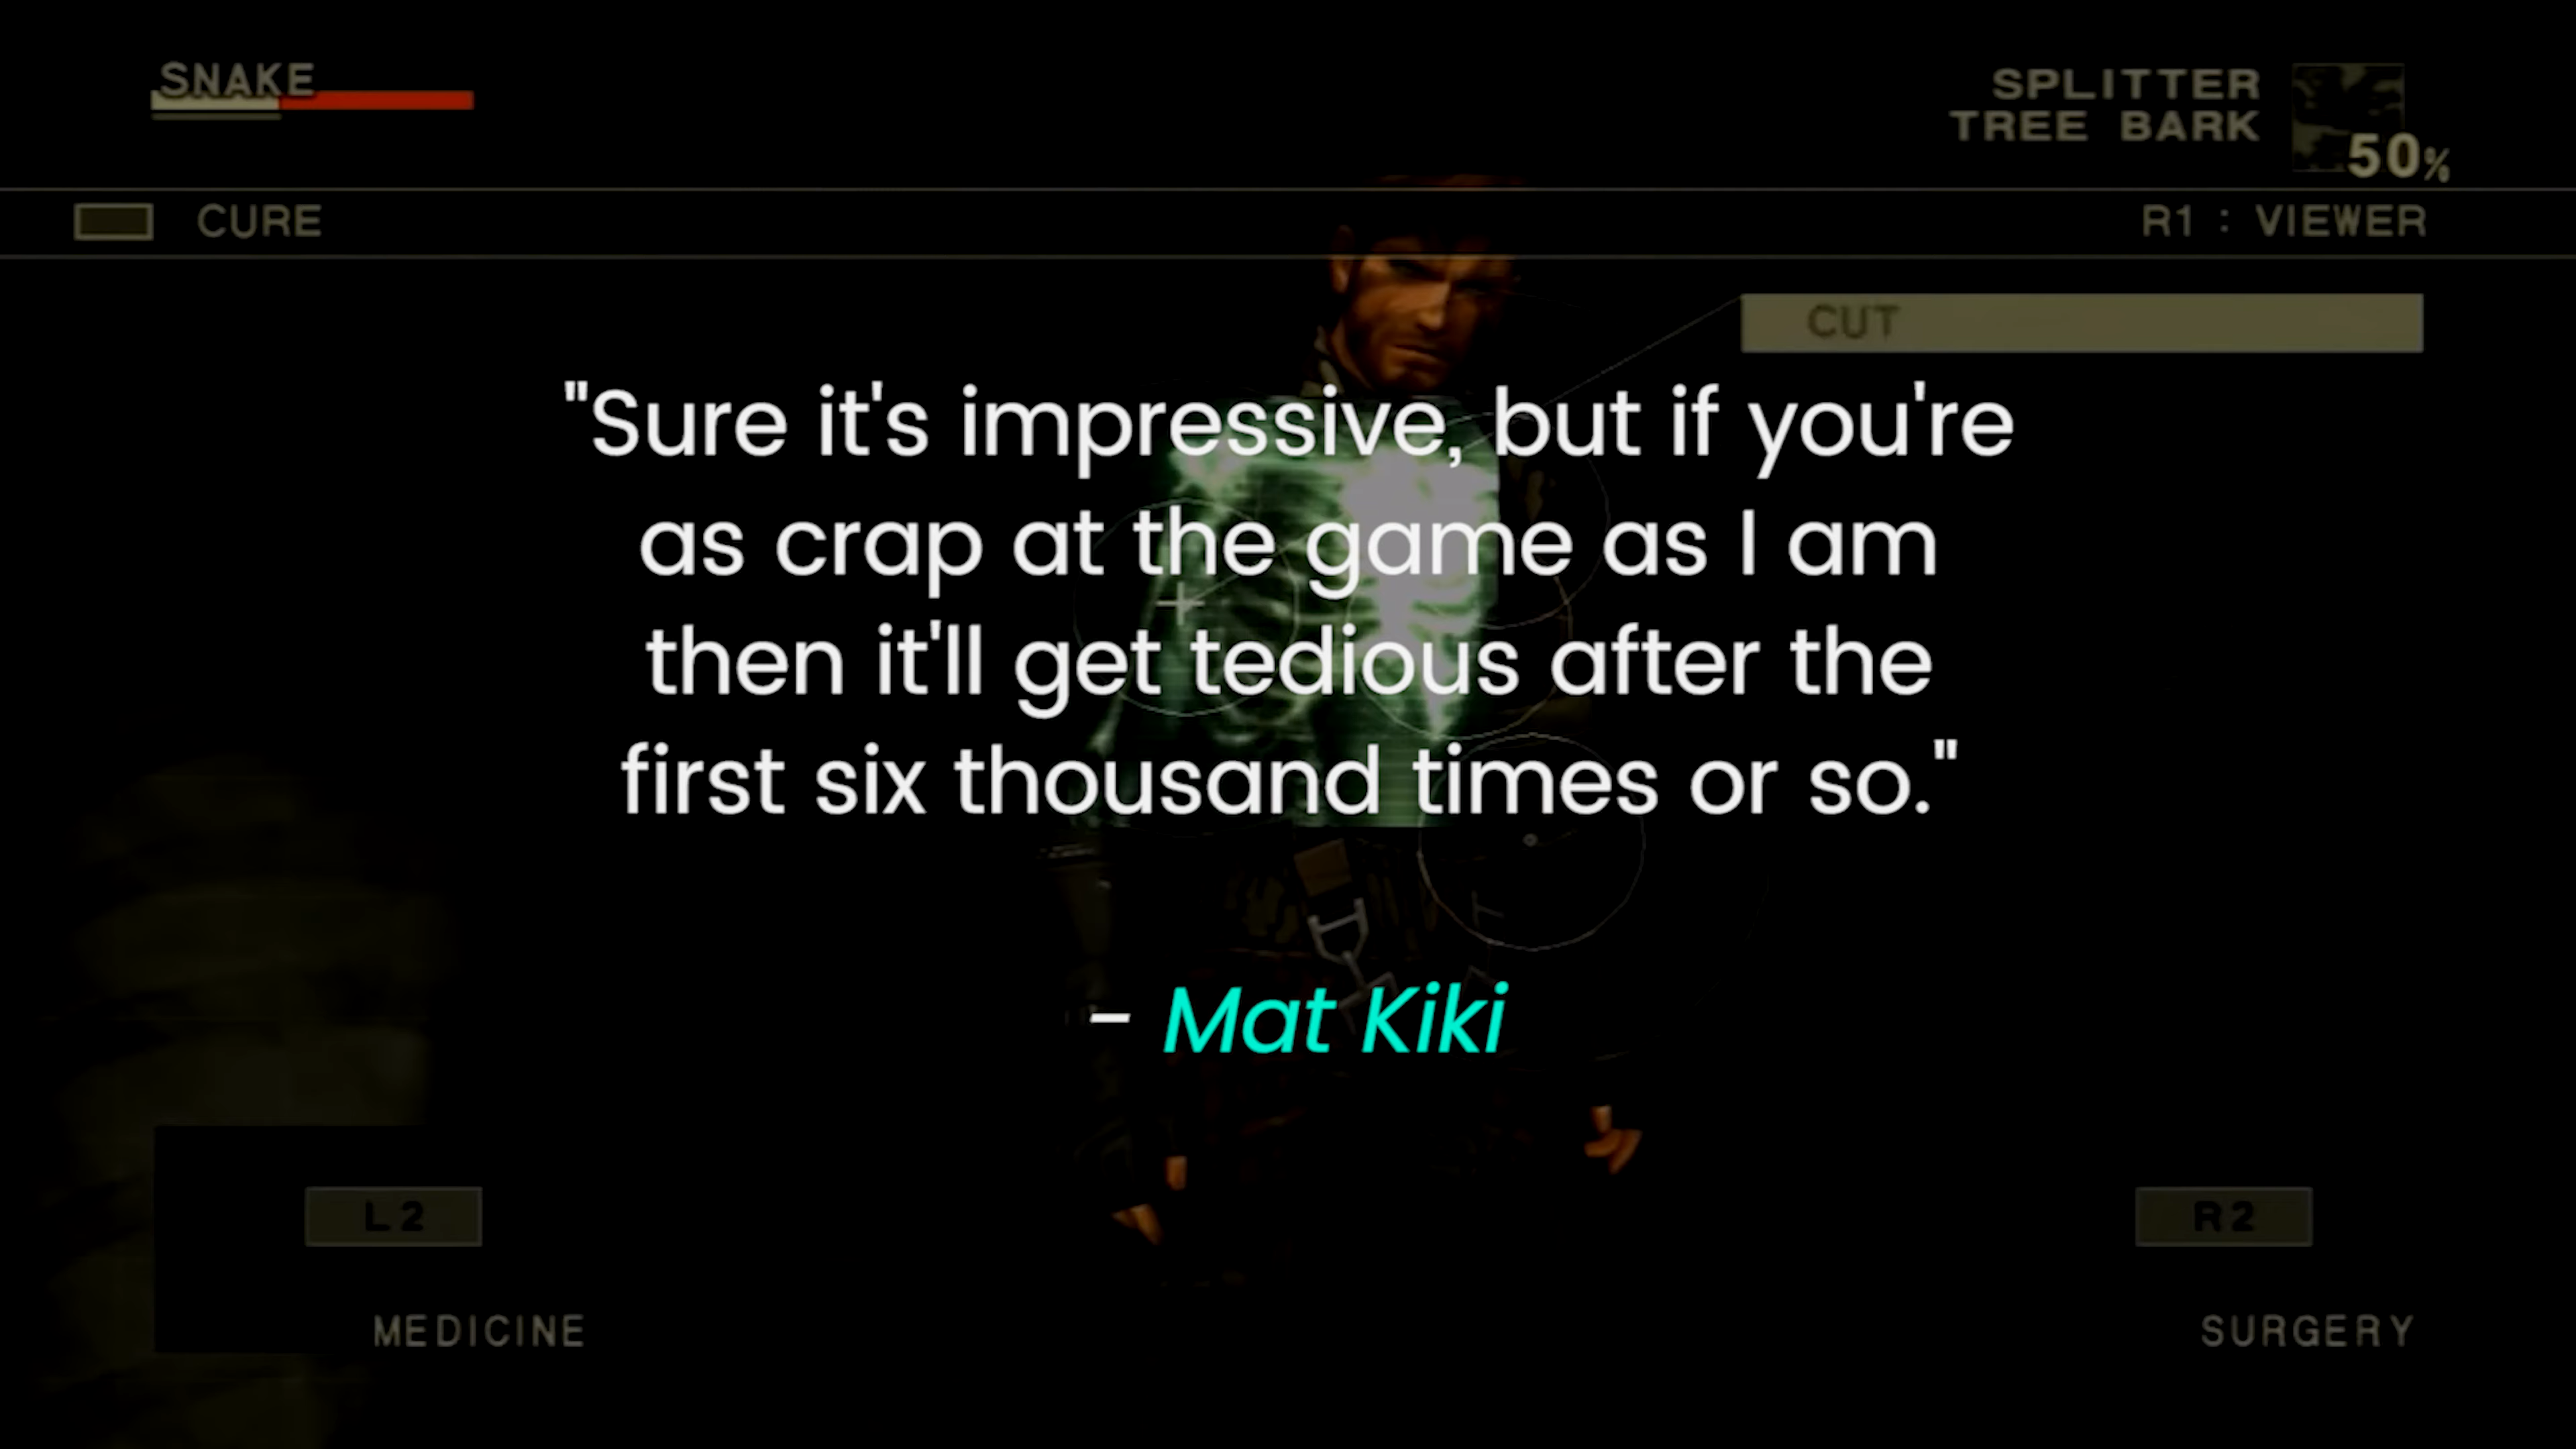 SNAKE
SPLITTER
TREE BARK
50%
CURE
R1 : VIEWER
CUT
"Sure it's impressive, but if you're
as crap at the game as I am
then it'll get tedious after the
first six thousand times or so."
– Mat Kiki
L2
R2
MEDICINE
SURGERY